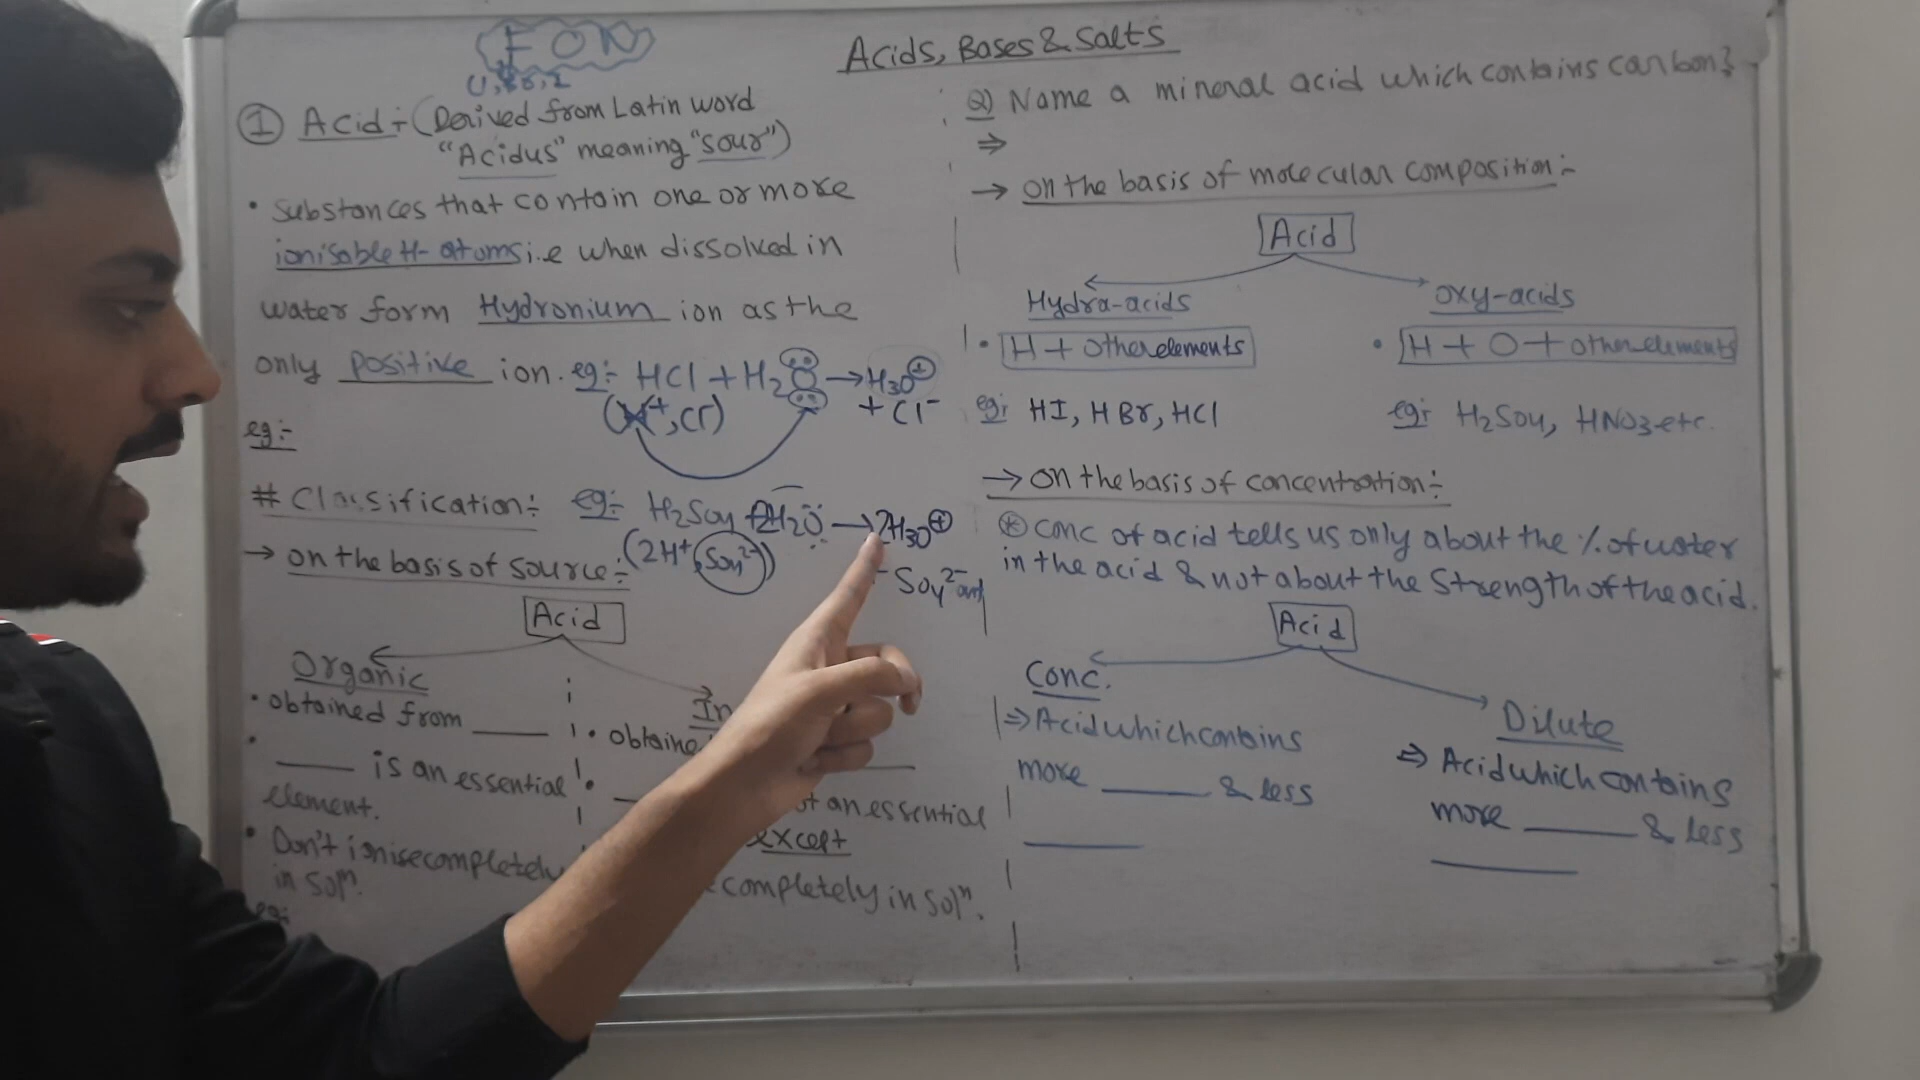 FON
Acids, Bases & Salts
① Acid :- (Derived from Latin word
"Acidus" meaning "sour")
• Substances that contain one or more
ionisable H-atoms i.e when dissolved in
water form Hydronium ion as the
only positive ion. eg:- HCl + H₂O → H₃O⊕
+ Cl⁻
(H⁺, Cl⁻)
eg:-
# Classification :- eg:- H₂SO₄ + 2H₂O → 2H₃O⊕
(2H⁺, SO₄²⁻)
SO₄²⁻
→ on the basis of source :-
Acid
Organic
• obtained from ____
• ____ is an essential
element.
• Don't ionise completely
in solⁿ.
eg:
In
• obtaine
• ____
an essential
except
completely in solⁿ.
Q) Name a mineral acid which contains carbon?
⇒
→ on the basis of molecular composition :-
Acid
Hydra-acids
• H + other elements
eg: HI, HBr, HCl
oxy-acids
• H + O + other elements
eg:- H₂SO₄, HNO₃ etc.
→ on the basis of concentration :-
⊛ conc of acid tells us only about the % of water
in the acid & not about the strength of the acid.
Acid
Conc.
⇒ Acid which contains
more ____ & less
____
Dilute
⇒ Acid which contains
more ____ & less
____